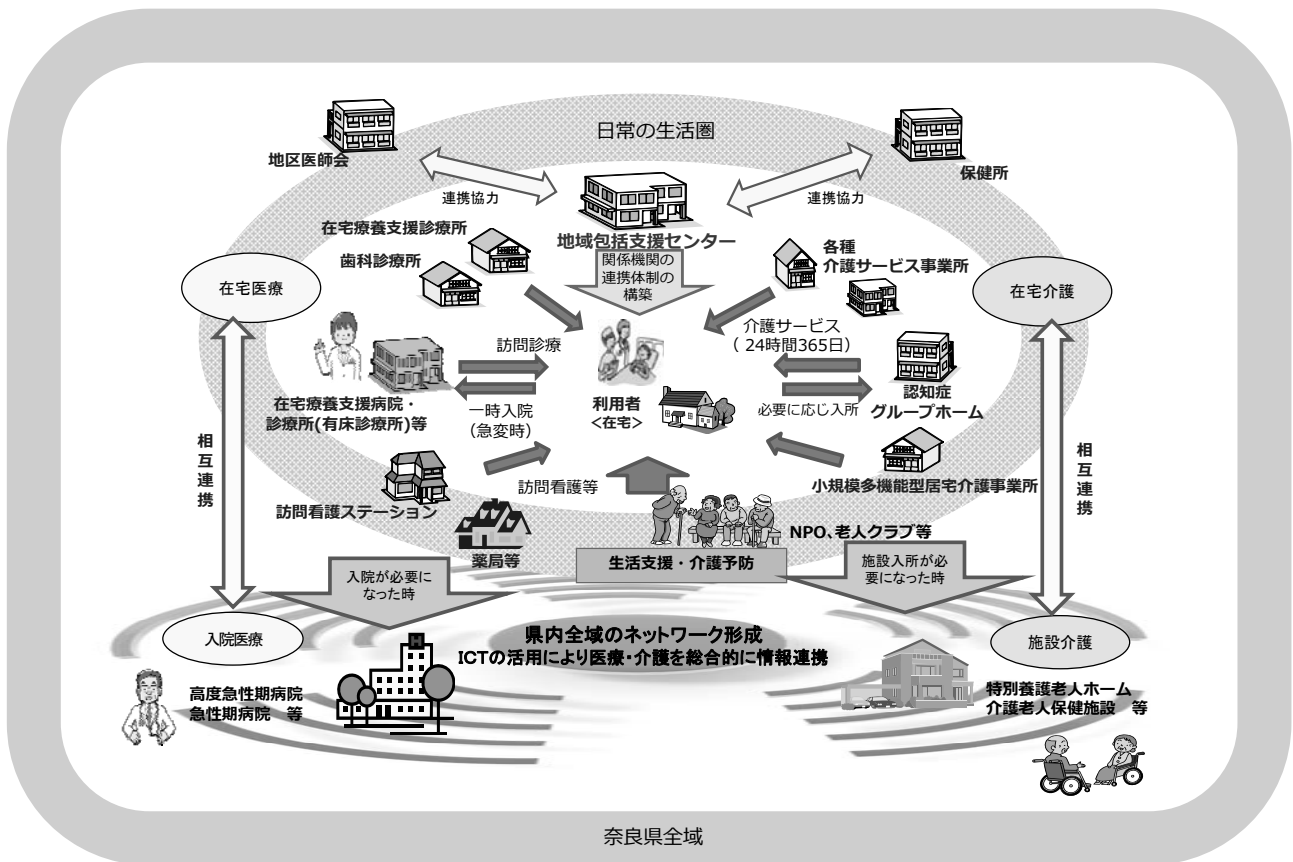 日常の生活圏
地区医師会
保健所
連携協力
連携協力
在宅療養支援診療所
歯科診療所
地域包括支援センター
関係機関の
連携体制の
構築
各種
介護サービス事業所
在宅医療
在宅介護
訪問診療
介護サービス
（ 24時間365日）
在宅療養支援病院・
診療所(有床診療所)等
一時入院
（急変時）
利用者
<在宅>
必要に応じ入所
認知症
グループホーム
相互連携
相互連携
訪問看護等
訪問看護ステーション
小規模多機能型居宅介護事業所
薬局等
NPO、老人クラブ等
生活支援・介護予防
入院が必要に
なった時
施設入所が必
要になった時
入院医療
施設介護
県内全域のネットワーク形成
ICTの活用により医療・介護を総合的に情報連携
高度急性期病院
急性期病院　等
H
特別養護老人ホーム
介護老人保健施設　等
奈良県全域